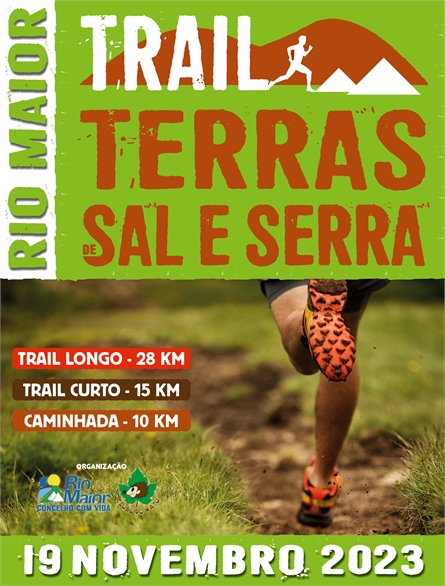 RIO MAIOR
TRAIL
TERRAS
DE SAL E SERRA
TRAIL LONGO - 28 KM
TRAIL CURTO - 15 KM
CAMINHADA - 10 KM
ORGANIZAÇÃO
Rio
Maior
CONCELHO COM VIDA
19 NOVEMBRO 2023